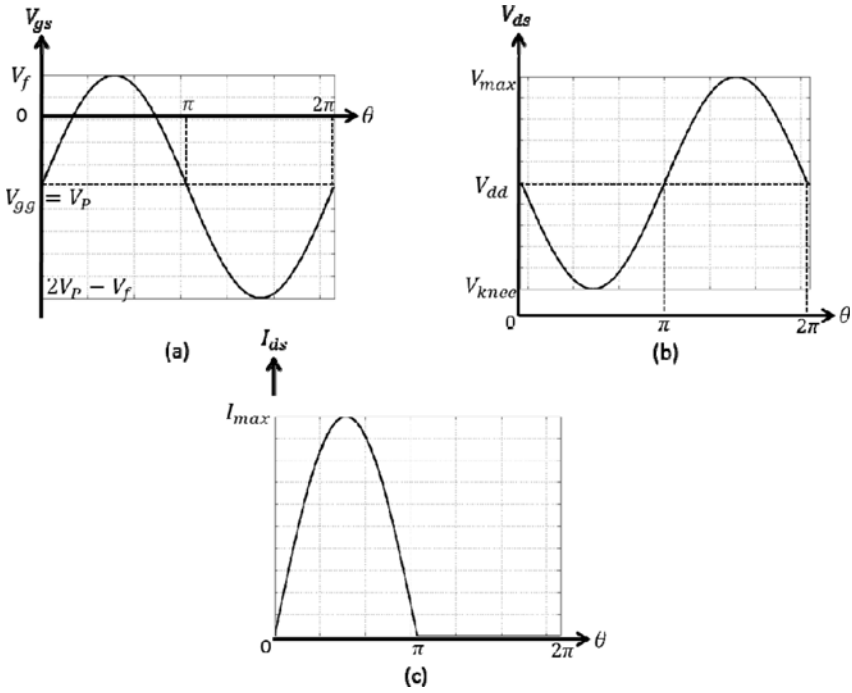 V_gs
V_f
0
π
2π
θ
V_gg = V_P
2V_P − V_f
(a)
V_ds
V_max
V_dd
V_knee
0
π
2π
θ
(b)
I_ds
I_max
0
π
2π
θ
(c)